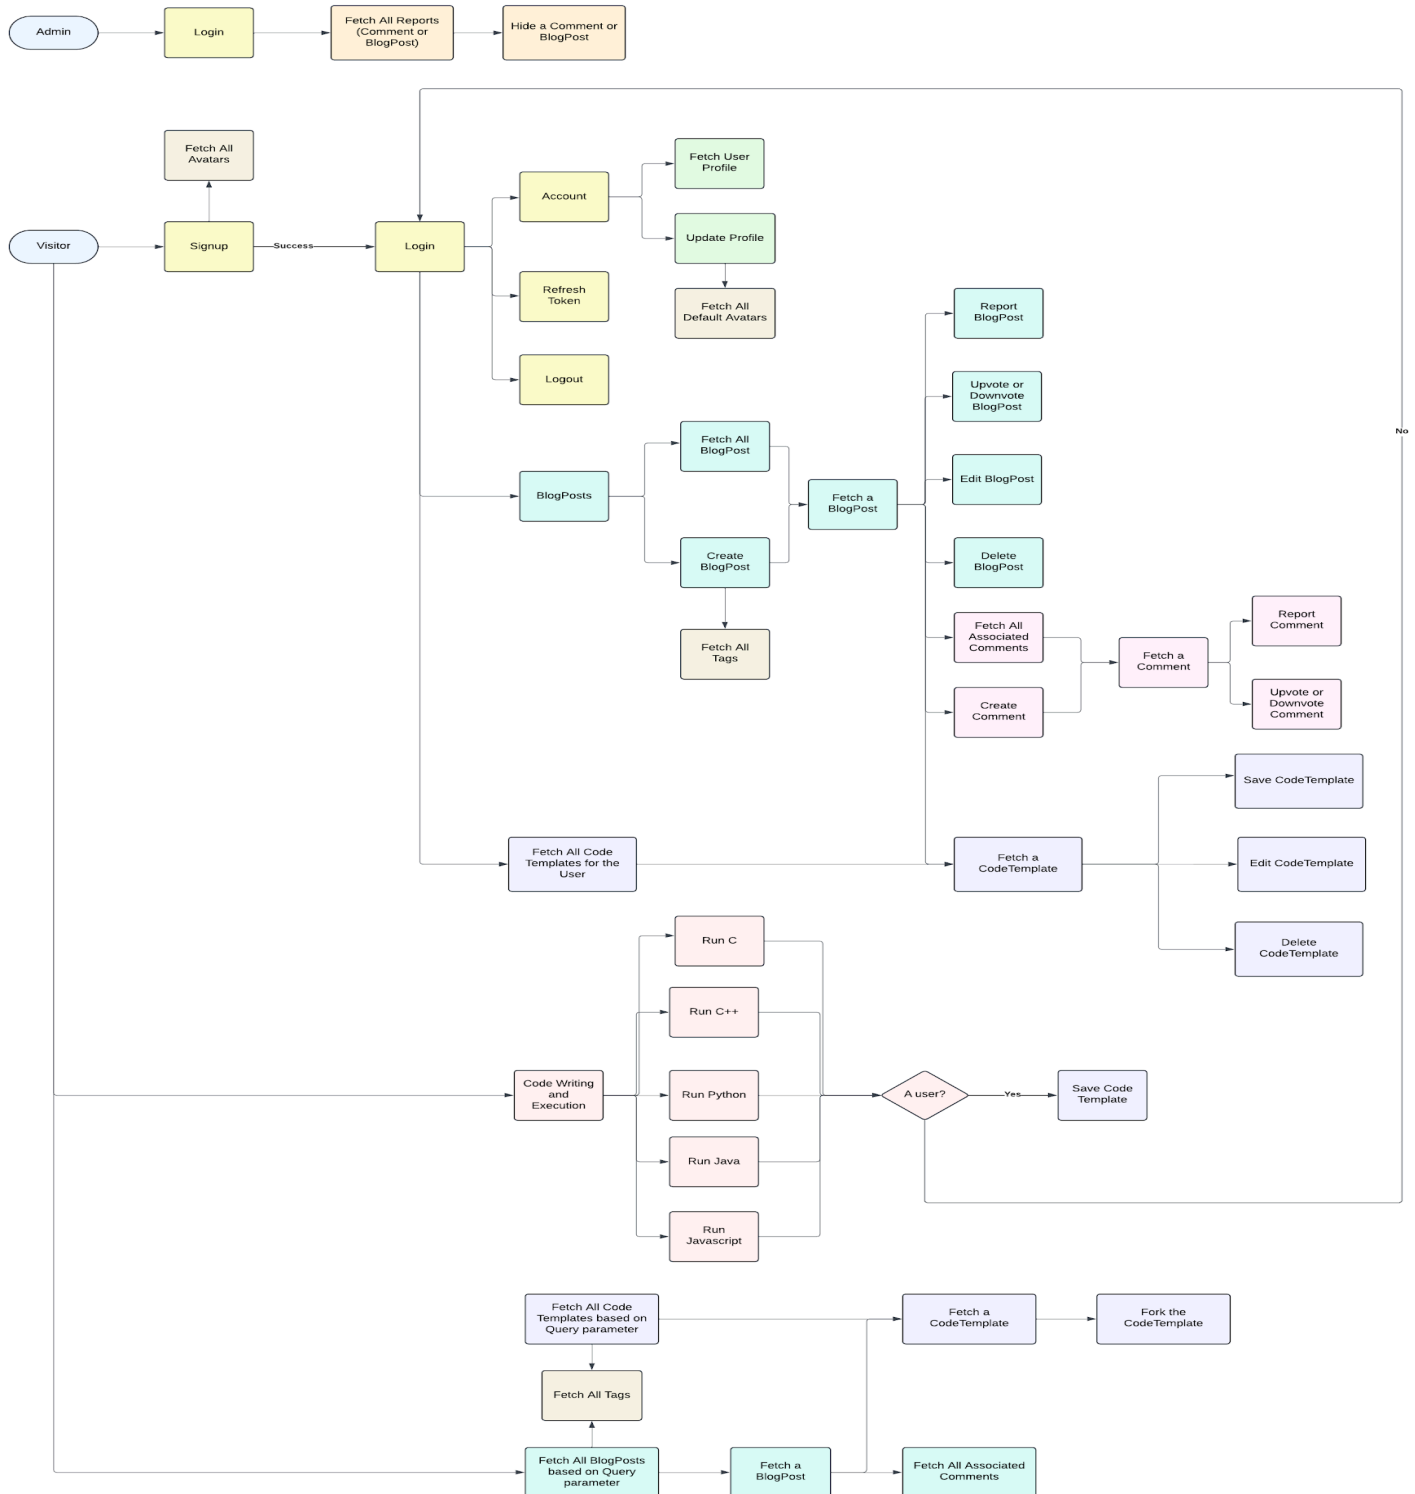 Admin
Login
Fetch All Reports
(Comment or
BlogPost)
Hide a Comment or
BlogPost
Fetch All
Avatars
Visitor
Signup
Success
Login
Account
Fetch User
Profile
Update Profile
Fetch All
Default Avatars
Refresh
Token
Logout
BlogPosts
Fetch All
BlogPost
Create
BlogPost
Fetch All
Tags
Fetch a
BlogPost
Report
BlogPost
Upvote or
Downvote
BlogPost
Edit BlogPost
Delete
BlogPost
Fetch All
Associated
Comments
Create
Comment
Fetch a
Comment
Report
Comment
Upvote or
Downvote
Comment
No
Fetch All Code
Templates for the
User
Fetch a
CodeTemplate
Save CodeTemplate
Edit CodeTemplate
Delete
CodeTemplate
Code Writing
and
Execution
Run C
Run C++
Run Python
Run Java
Run
Javascript
A user?
Yes
Save Code
Template
Fetch All Code
Templates based on
Query parameter
Fetch a
CodeTemplate
Fork the
CodeTemplate
Fetch All Tags
Fetch All BlogPosts
based on Query
parameter
Fetch a
BlogPost
Fetch All Associated
Comments